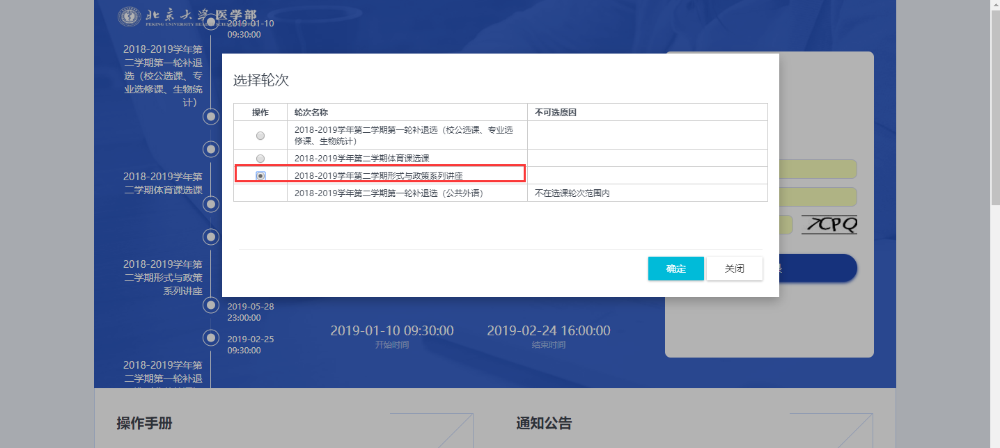 北京大学医学部
2019-01-10
09:30:00
2018-2019学年第
二学期第一轮补退
选（校公选课、专
业选修课、生物统
计）
2018-2019学年第
二学期体育课选课
2018-2019学年第
二学期形式与政策
系列讲座
2019-05-28
23:00:00
2019-02-25
09:30:00
2018-2019学年第
二学期第一轮补退
选择轮次
操作 轮次名称 不可选原因
2018-2019学年第二学期第一轮补退选（校公选课、专业选
修课、生物统计）
2018-2019学年第二学期体育课选课
2018-2019学年第二学期形式与政策系列讲座
2018-2019学年第二学期第一轮补退选（公共外语） 不在选课轮次范围内
确定 关闭
7CPQ
2019-01-10 09:30:00 2019-02-24 16:00:00
开始时间 结束时间
操作手册 通知公告